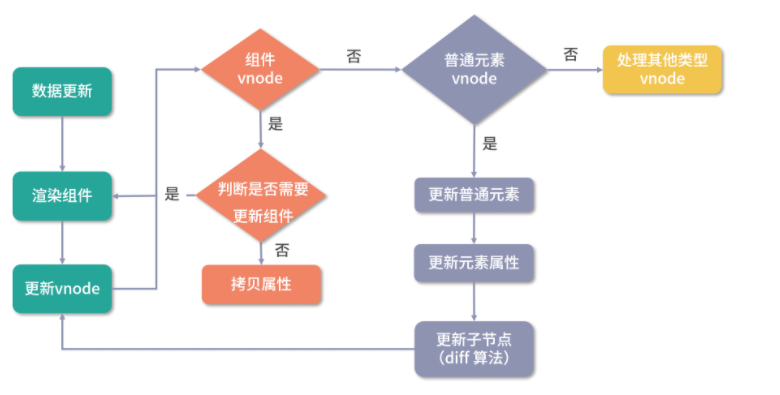 数据更新
渲染组件
更新vnode
组件
vnode
否
普通元素
vnode
否
处理其他类型
vnode
是
判断是否需要
更新组件
是
否
拷贝属性
是
更新普通元素
更新元素属性
更新子节点
（diff 算法）